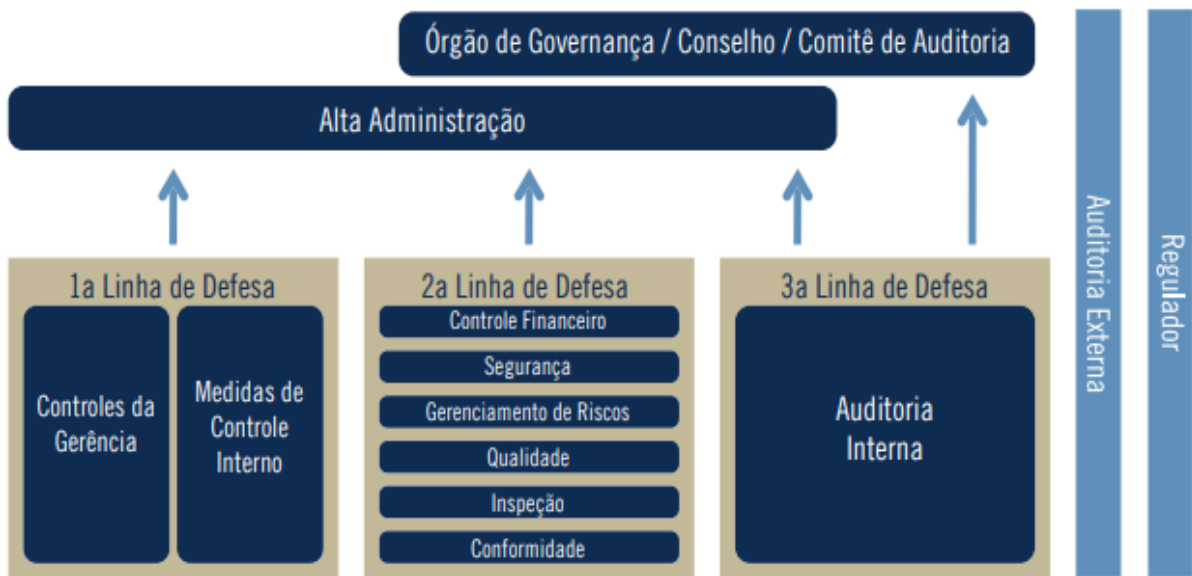 Órgão de Governança / Conselho / Comitê de Auditoria
Alta Administração
1a Linha de Defesa
Controles da
Gerência
Medidas de
Controle
Interno
2a Linha de Defesa
Controle Financeiro
Segurança
Gerenciamento de Riscos
Qualidade
Inspeção
Conformidade
3a Linha de Defesa
Auditoria
Interna
Auditoria Externa
Regulador